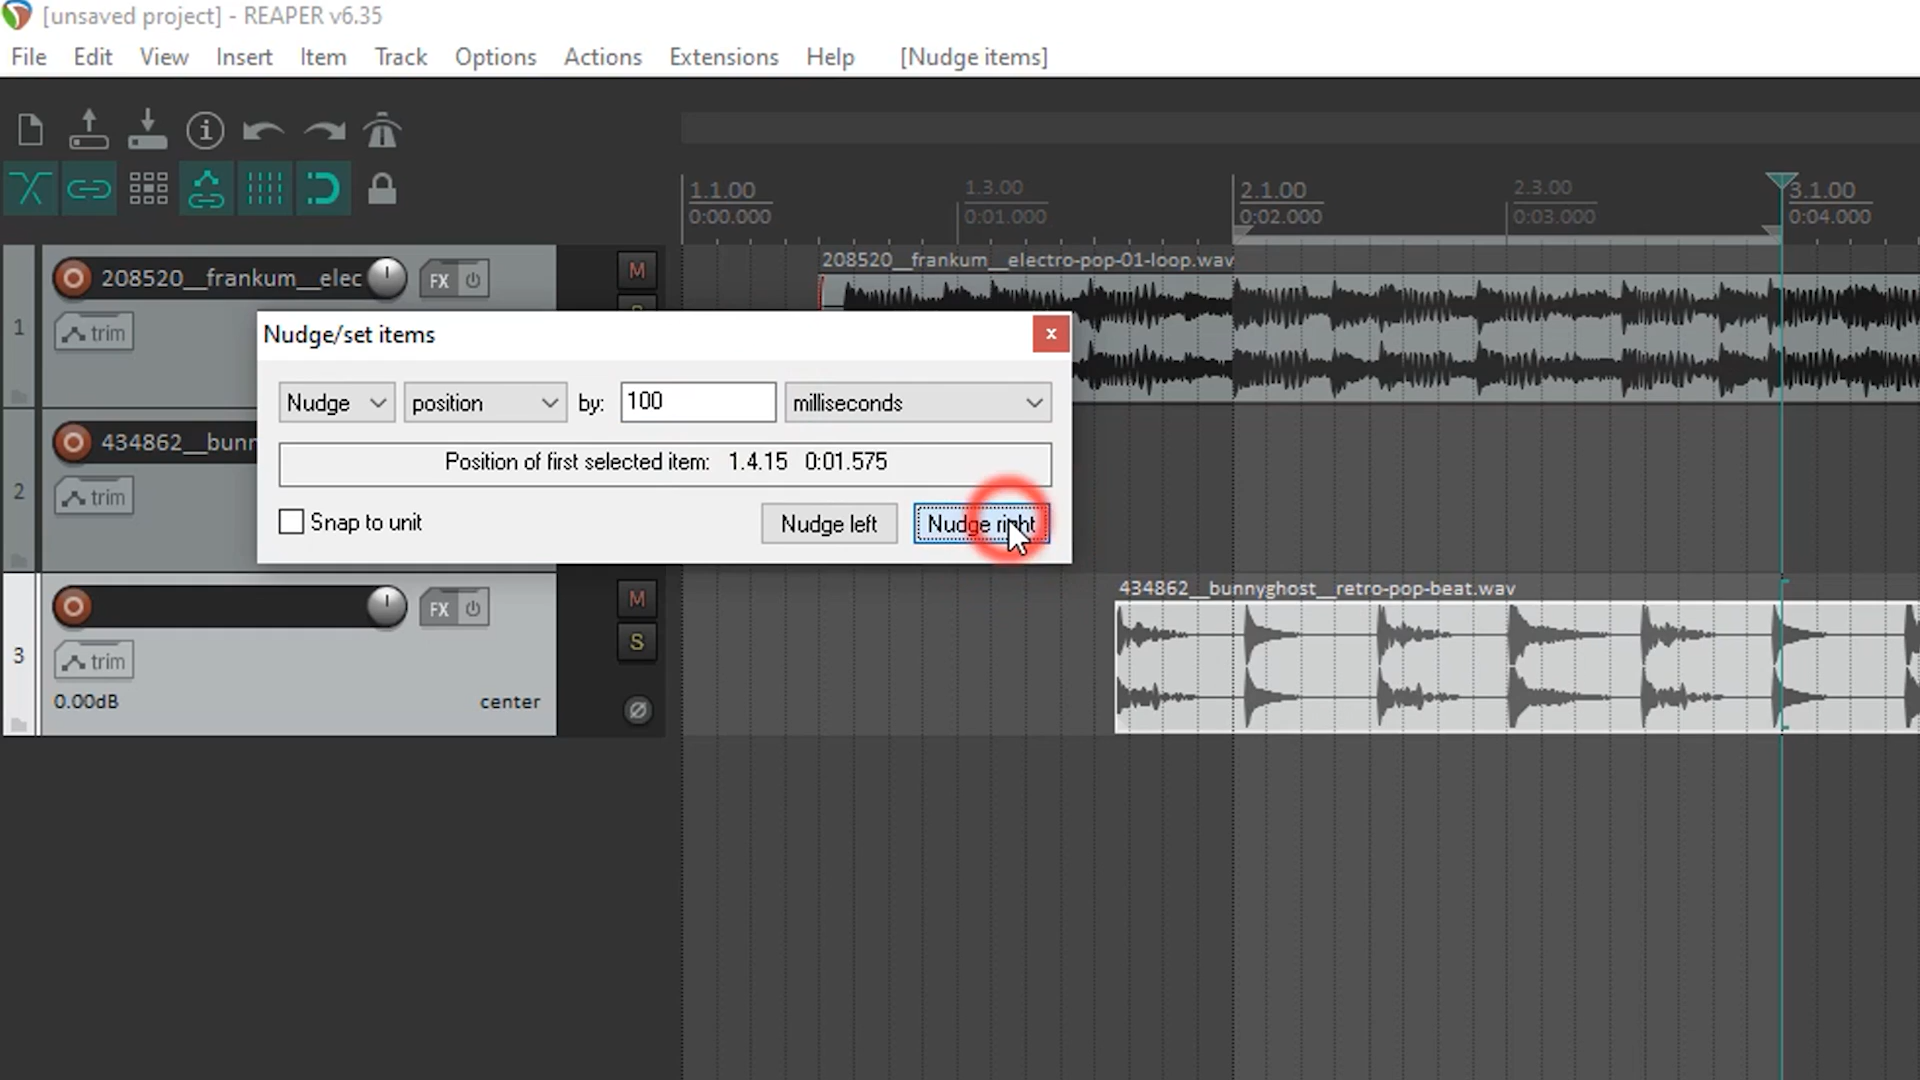 [unsaved project] - REAPER v6.35
File Edit View Insert Item Track Options Actions Extensions Help [Nudge items]
1.1.00 1.3.00 2.1.00 2.3.00 3.1.00
0:00.000 0:01.000 0:02.000 0:03.000 0:04.000
208520__frankum__electro-pop-01-loop.wav
1 208520__frankum__elec FX M
trim
Nudge/set items
Nudge position by: 100 milliseconds
Position of first selected item: 1.4.15 0:01.575
Snap to unit Nudge left Nudge right
2 434862__bunn
trim
434862__bunnyghost__retro-pop-beat.wav
3 FX M
S
trim
0.00dB center